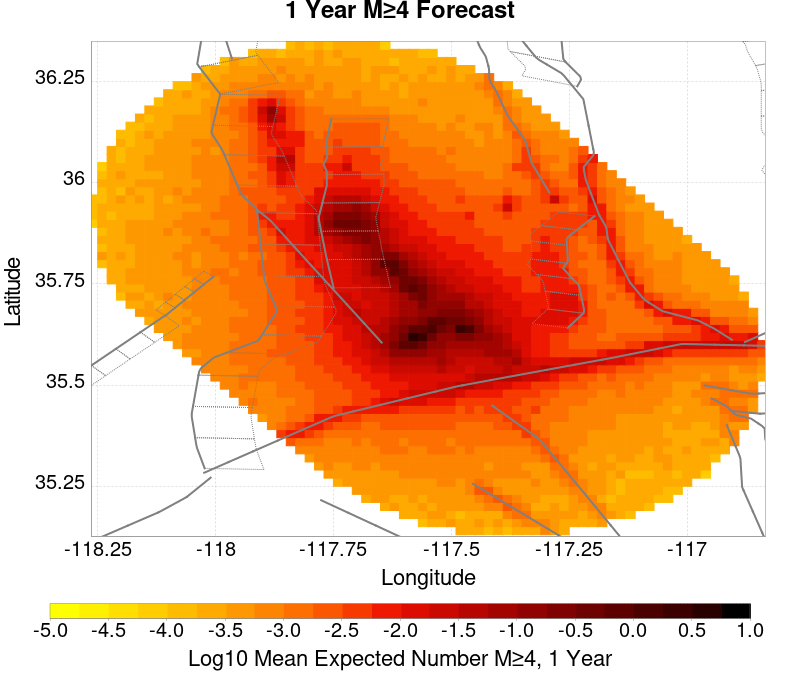 1 Year M≥4 Forecast
36.25
36
35.75
35.5
35.25
Latitude
-118.25 -118 -117.75 -117.5 -117.25 -117
Longitude
-5.0 -4.5 -4.0 -3.5 -3.0 -2.5 -2.0 -1.5 -1.0 -0.5 0.0 0.5 1.0
Log10 Mean Expected Number M≥4, 1 Year